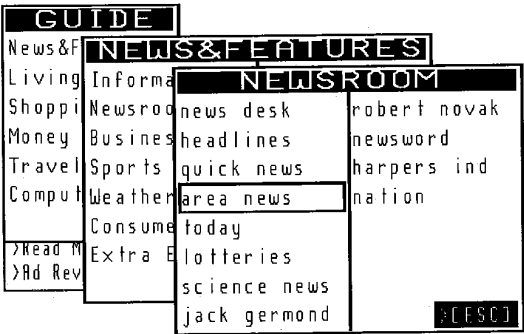 GUIDE
News&F
Living
Shoppi
Money
Travel
Comput
>Read M
>Ad Rev
NEWS&FEATURES
Informa
Newsroo
Busines
Sports
Weather
Consume
Extra E
NEWSROOM
news desk
headlines
quick news
area news
today
lotteries
science news
jack germond
robert novak
newsword
harpers ind
nation
>[ESC]